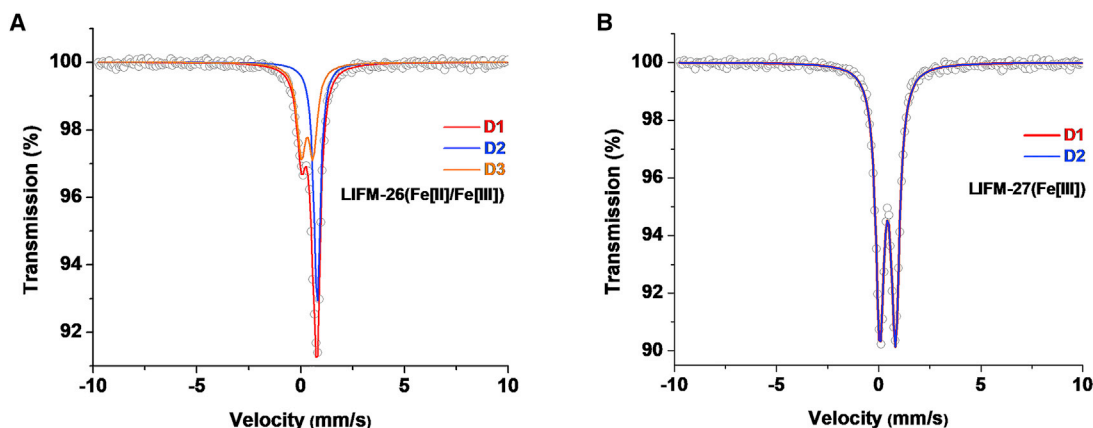 A
100
98
96
94
92
-10
-5
0
5
10
Transmission (%)
Velocity (mm/s)
D1
D2
D3
LIFM-26(Fe[II]/Fe[III])
B
100
98
96
94
92
90
-10
-5
0
5
10
Transmission (%)
Velocity (mm/s)
D1
D2
LIFM-27(Fe[III])